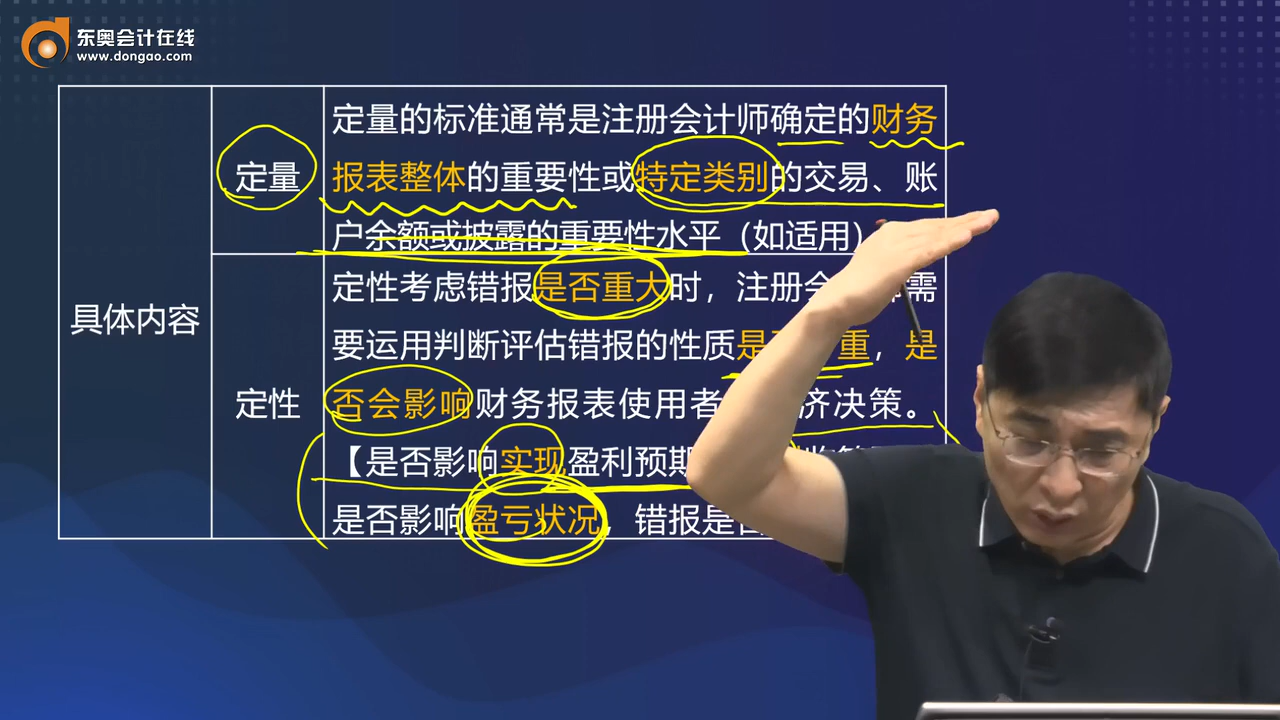 东奥会计在线
www.dongao.com
具体内容
定量
定量的标准通常是注册会计师确定的财务
报表整体的重要性或特定类别的交易、账
户余额或披露的重要性水平（如适用）
定性
定性考虑错报是否重大时，注册会 需
要运用判断评估错报的性质是 重，是
否会影响财务报表使用者 济决策。
【是否影响实现盈利预期
是否影响盈亏状况，错报是